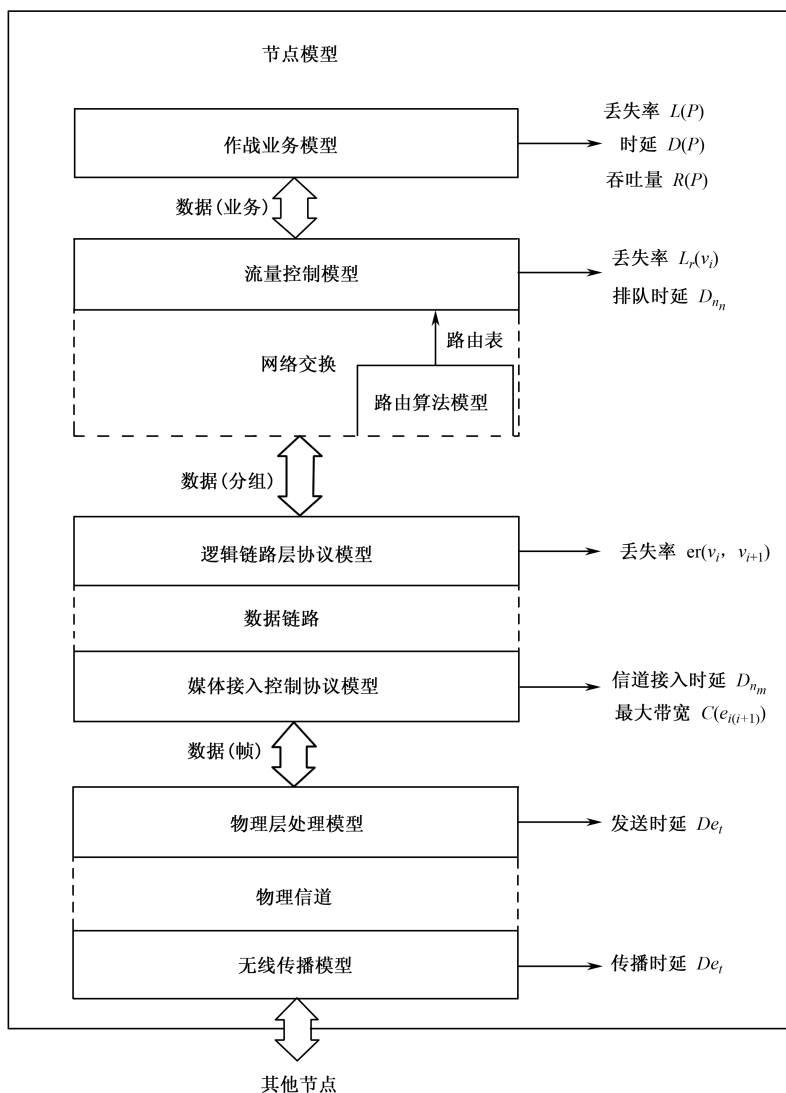 节点模型
作战业务模型
丢失率 L(P)
时延 D(P)
吞吐量 R(P)
数据(业务)
流量控制模型
丢失率 Lᵣ(vᵢ)
排队时延 Dₙₙ
路由表
网络交换
路由算法模型
数据(分组)
逻辑链路层协议模型
丢失率 er(vᵢ, vᵢ₊₁)
数据链路
媒体接入控制协议模型
信道接入时延 Dₙₘ
最大带宽 C(eᵢ₍ᵢ₊₁₎)
数据(帧)
物理层处理模型
发送时延 Deₜ
物理信道
无线传播模型
传播时延 Deₜ
其他节点